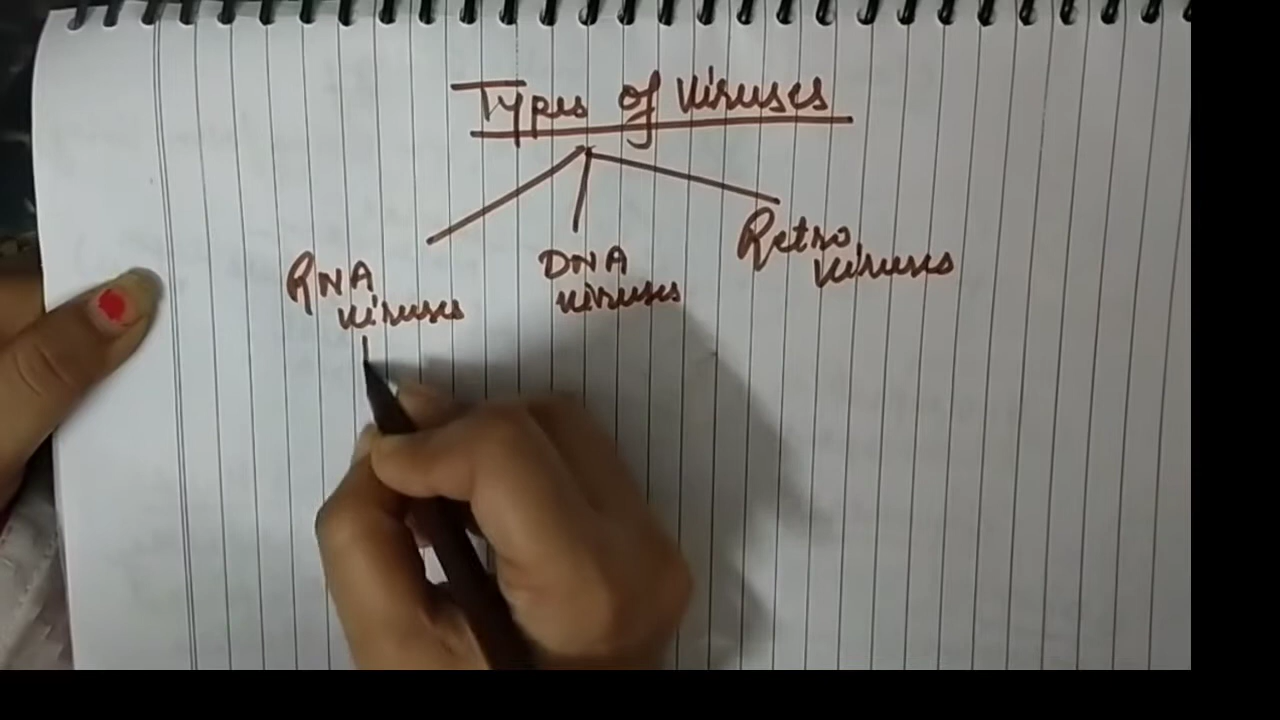 Types of viruses
RNA
viruses
DNA
viruses
Retro
viruses